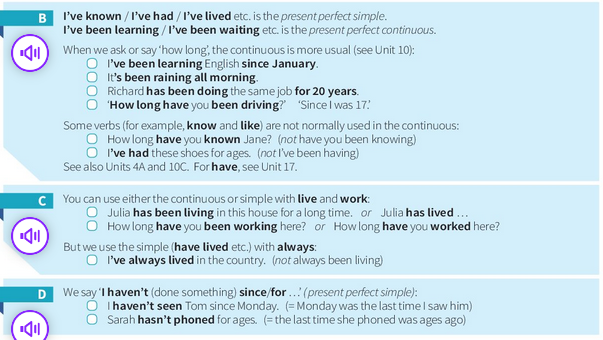 B
I've known / I've had / I've lived etc. is the present perfect simple.
I've been learning / I've been waiting etc. is the present perfect continuous.
When we ask or say 'how long', the continuous is more usual (see Unit 10):
I've been learning English since January.
It's been raining all morning.
Richard has been doing the same job for 20 years.
'How long have you been driving?' 'Since I was 17.'
Some verbs (for example, know and like) are not normally used in the continuous:
How long have you known Jane? (not have you been knowing)
I've had these shoes for ages. (not I've been having)
See also Units 4A and 10C. For have, see Unit 17.
C
You can use either the continuous or simple with live and work:
Julia has been living in this house for a long time. or Julia has lived …
How long have you been working here? or How long have you worked here?
But we use the simple (have lived etc.) with always:
I've always lived in the country. (not always been living)
D
We say 'I haven't (done something) since/for …' (present perfect simple):
I haven't seen Tom since Monday. (= Monday was the last time I saw him)
Sarah hasn't phoned for ages. (= the last time she phoned was ages ago)